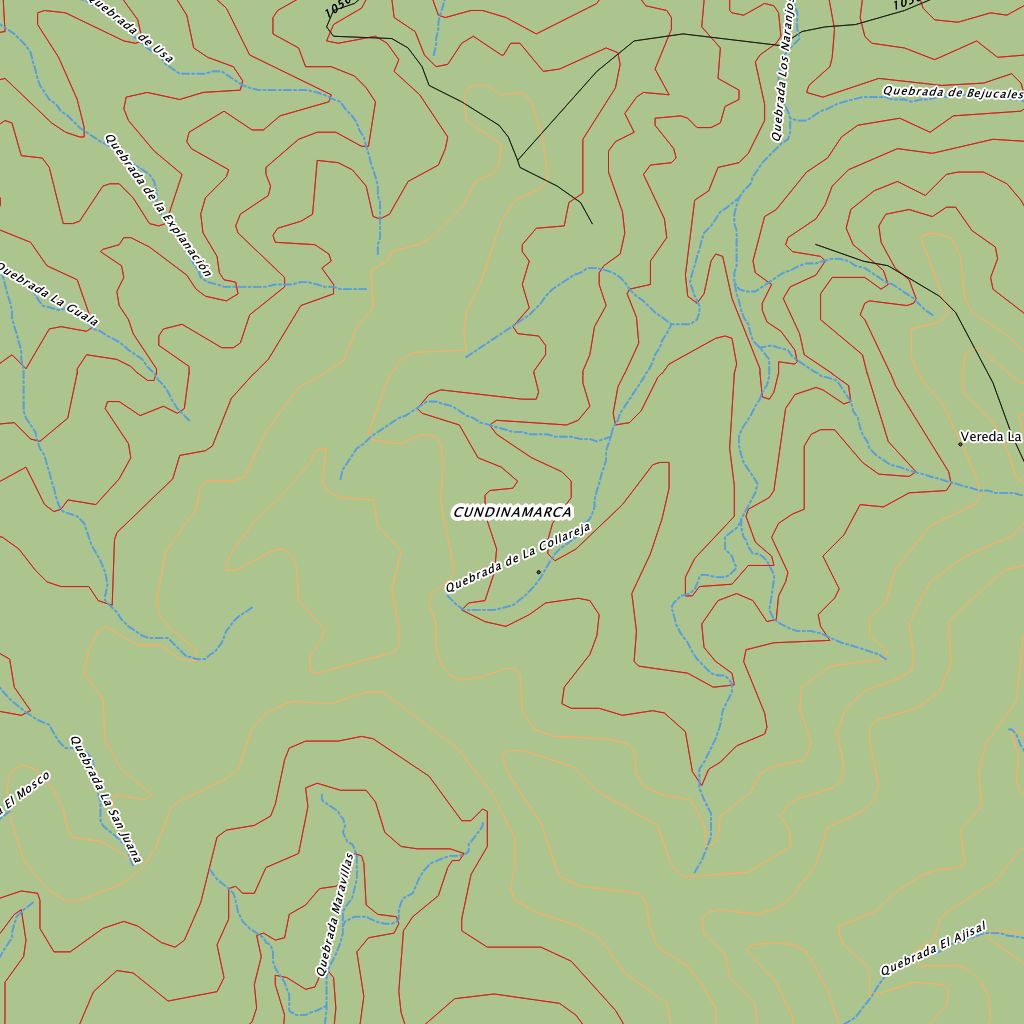 1050
Quebrada de Usa
Quebrada Los Naranjos
Quebrada de Bejucales
Quebrada de la Explanación
Quebrada La Guala
Vereda La
CUNDINAMARCA
Quebrada de La Collareja
Quebrada La San Juana
El Mosco
Quebrada Maravillas
Quebrada El Ajisal